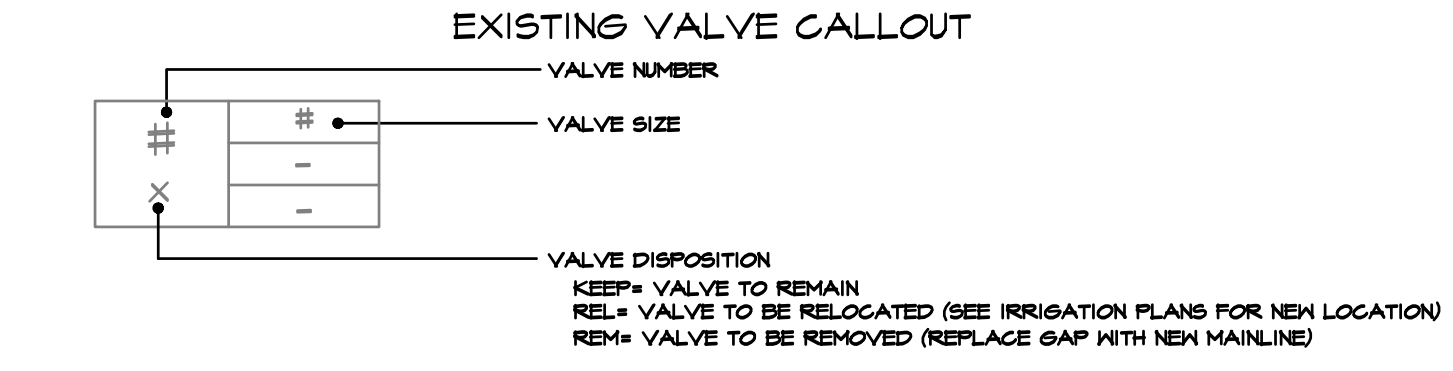 EXISTING VALVE CALLOUT
VALVE NUMBER
#
#
VALVE SIZE
-
X
-
VALVE DISPOSITION
KEEP= VALVE TO REMAIN
REL= VALVE TO BE RELOCATED (SEE IRRIGATION PLANS FOR NEW LOCATION)
REM= VALVE TO BE REMOVED (REPLACE GAP WITH NEW MAINLINE)